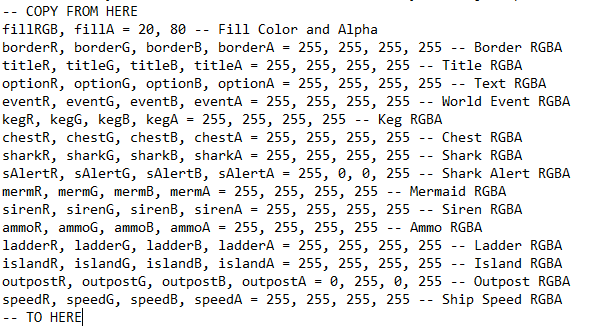 -- COPY FROM HERE
fillRGB, fillA = 20, 80 -- Fill Color and Alpha
borderR, borderG, borderB, borderA = 255, 255, 255, 255 -- Border RGBA
titleR, titleG, titleB, titleA = 255, 255, 255, 255 -- Title RGBA
optionR, optionG, optionB, optionA = 255, 255, 255, 255 -- Text RGBA
eventR, eventG, eventB, eventA = 255, 255, 255, 255 -- World Event RGBA
kegR, kegG, kegB, kegA = 255, 255, 255, 255 -- Keg RGBA
chestR, chestG, chestB, chestA = 255, 255, 255, 255 -- Chest RGBA
sharkR, sharkG, sharkB, sharkA = 255, 255, 255, 255 -- Shark RGBA
sAlertR, sAlertG, sAlertB, sAlertA = 255, 0, 0, 255 -- Shark Alert RGBA
mermR, mermG, mermB, mermA = 255, 255, 255, 255 -- Mermaid RGBA
sirenR, sirenG, sirenB, sirenA = 255, 255, 255, 255 -- Siren RGBA
ammoR, ammoG, ammoB, ammoA = 255, 255, 255, 255 -- Ammo RGBA
ladderR, ladderG, ladderB, ladderA = 255, 255, 255, 255 -- Ladder RGBA
islandR, islandG, islandB, islandA = 255, 255, 255, 255 -- Island RGBA
outpostR, outpostG, outpostB, outpostA = 0, 255, 0, 255 -- Outpost RGBA
speedR, speedG, speedB, speedA = 255, 255, 255, 255 -- Ship Speed RGBA
-- TO HERE